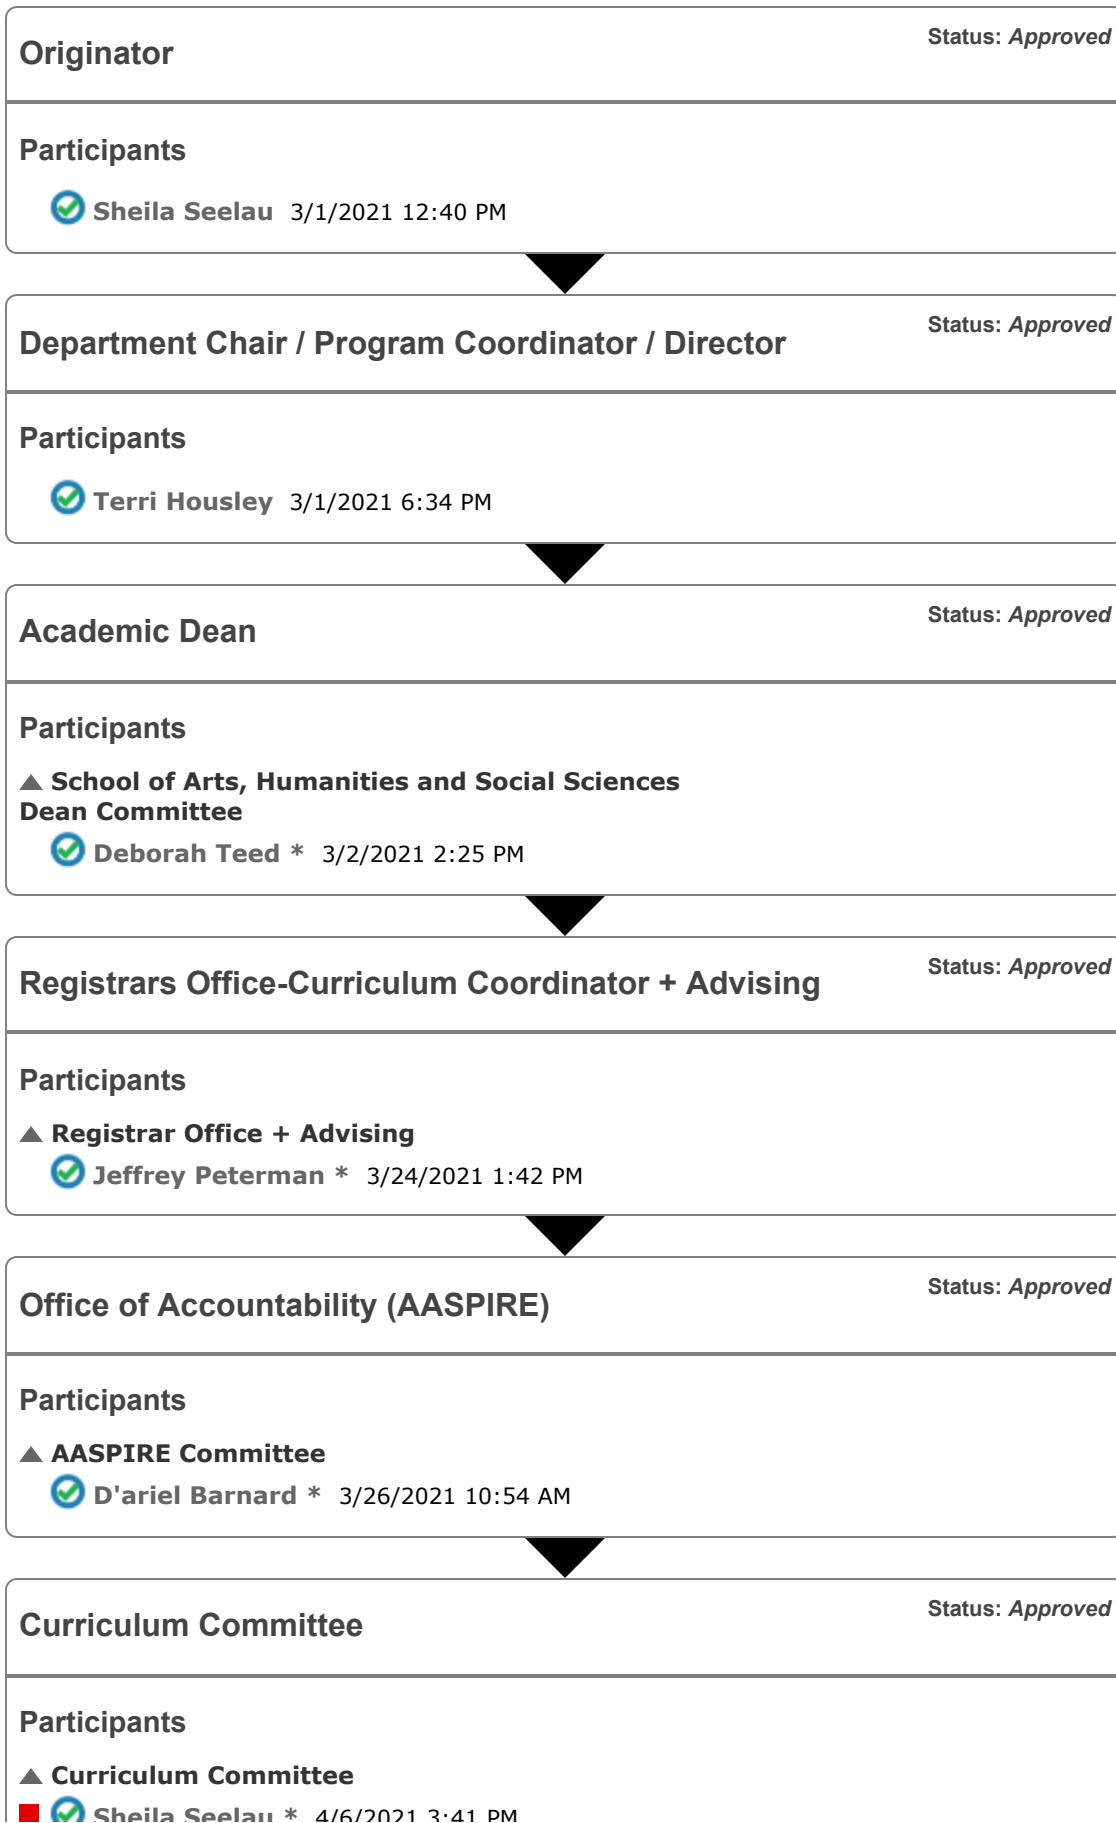 Originator
Status: Approved
Participants
Sheila Seelau 3/1/2021 12:40 PM
Department Chair / Program Coordinator / Director
Status: Approved
Participants
Terri Housley 3/1/2021 6:34 PM
Academic Dean
Status: Approved
Participants
School of Arts, Humanities and Social Sciences
Dean Committee
Deborah Teed * 3/2/2021 2:25 PM
Registrars Office-Curriculum Coordinator + Advising
Status: Approved
Participants
Registrar Office + Advising
Jeffrey Peterman * 3/24/2021 1:42 PM
Office of Accountability (AASPIRE)
Status: Approved
Participants
AASPIRE Committee
D'ariel Barnard * 3/26/2021 10:54 AM
Curriculum Committee
Status: Approved
Participants
Curriculum Committee
Sheila Seelau * 4/6/2021 3:41 PM